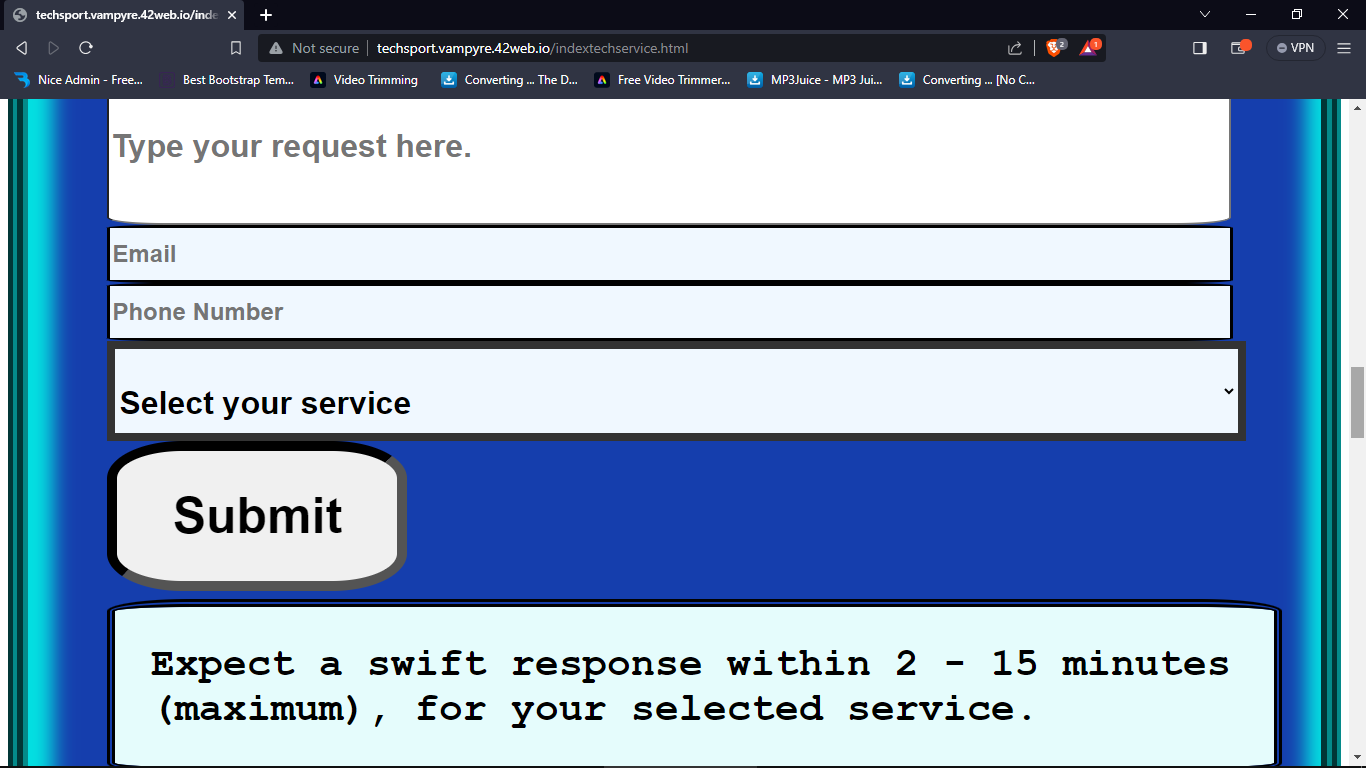 techsport.vampyre.42web.io/inde
Not secure
techsport.vampyre.42web.io/indextechservice.html
2
1
VPN
Nice Admin - Free...
Best Bootstrap Tem...
Video Trimming
Converting ... The D...
Free Video Trimmer...
MP3Juice - MP3 Jui...
Converting ... [No C...
Type your request here.
Email
Phone Number
Select your service
Submit
Expect a swift response within 2 - 15 minutes
(maximum), for your selected service.